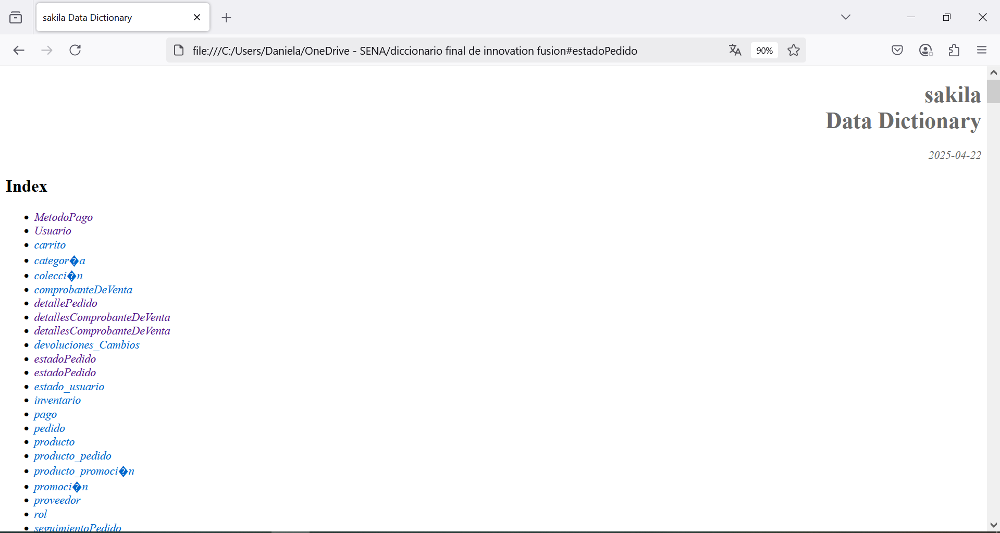 sakila Data Dictionary
file:///C:/Users/Daniela/OneDrive - SENA/diccionario final de innovation fusion#estadoPedido
90%
sakila
Data Dictionary
2025-04-22
Index
MetodoPago
Usuario
carrito
categor�a
colecci�n
comprobanteDeVenta
detallePedido
detallesComprobanteDeVenta
detallesComprobanteDeVenta
devoluciones_Cambios
estadoPedido
estadoPedido
estado_usuario
inventario
pago
pedido
producto
producto_pedido
producto_promoci�n
promoci�n
proveedor
rol
seguimientoPedido